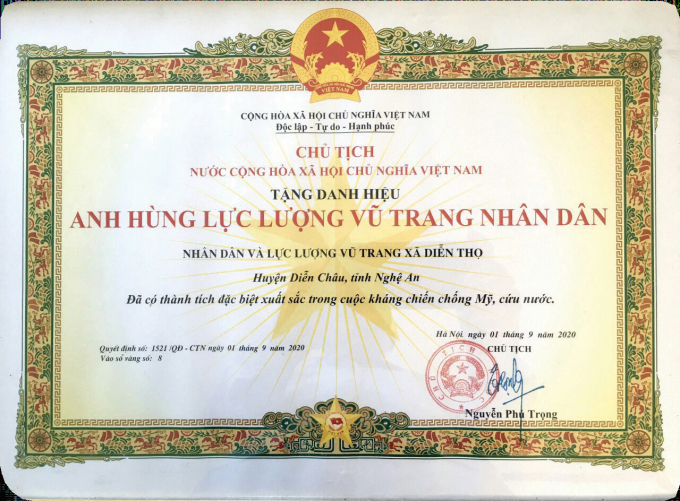 VIỆT NAM
CỘNG HÒA XÃ HỘI CHỦ NGHĨA VIỆT NAM
Độc lập - Tự do - Hạnh phúc
CHỦ TỊCH
NƯỚC CỘNG HÒA XÃ HỘI CHỦ NGHĨA VIỆT NAM
TẶNG DANH HIỆU
ANH HÙNG LỰC LƯỢNG VŨ TRANG NHÂN DÂN
NHÂN DÂN VÀ LỰC LƯỢNG VŨ TRANG XÃ DIỄN THỌ
Huyện Diễn Châu, tỉnh Nghệ An
Đã có thành tích đặc biệt xuất sắc trong cuộc kháng chiến chống Mỹ, cứu nước.
Hà Nội, ngày 01 tháng 9 năm 2020
Quyết định số: 1521 /QĐ - CTN ngày 01 tháng 9 năm 2020
CHỦ TỊCH
Vào sổ vàng số: 8
CHỦ TỊCH
Nguyễn Phú Trọng